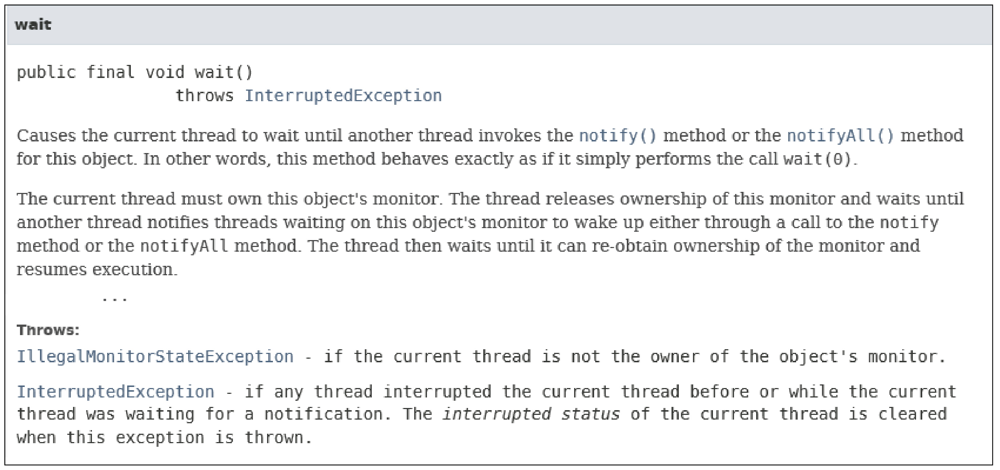 wait
public final void wait()
throws InterruptedException
Causes the current thread to wait until another thread invokes the notify() method or the notifyAll() method
for this object. In other words, this method behaves exactly as if it simply performs the call wait(0).
The current thread must own this object's monitor. The thread releases ownership of this monitor and waits until
another thread notifies threads waiting on this object's monitor to wake up either through a call to the notify
method or the notifyAll method. The thread then waits until it can re-obtain ownership of the monitor and
resumes execution.
...
Throws:
IllegalMonitorStateException - if the current thread is not the owner of the object's monitor.
InterruptedException - if any thread interrupted the current thread before or while the current
thread was waiting for a notification. The interrupted status of the current thread is cleared
when this exception is thrown.